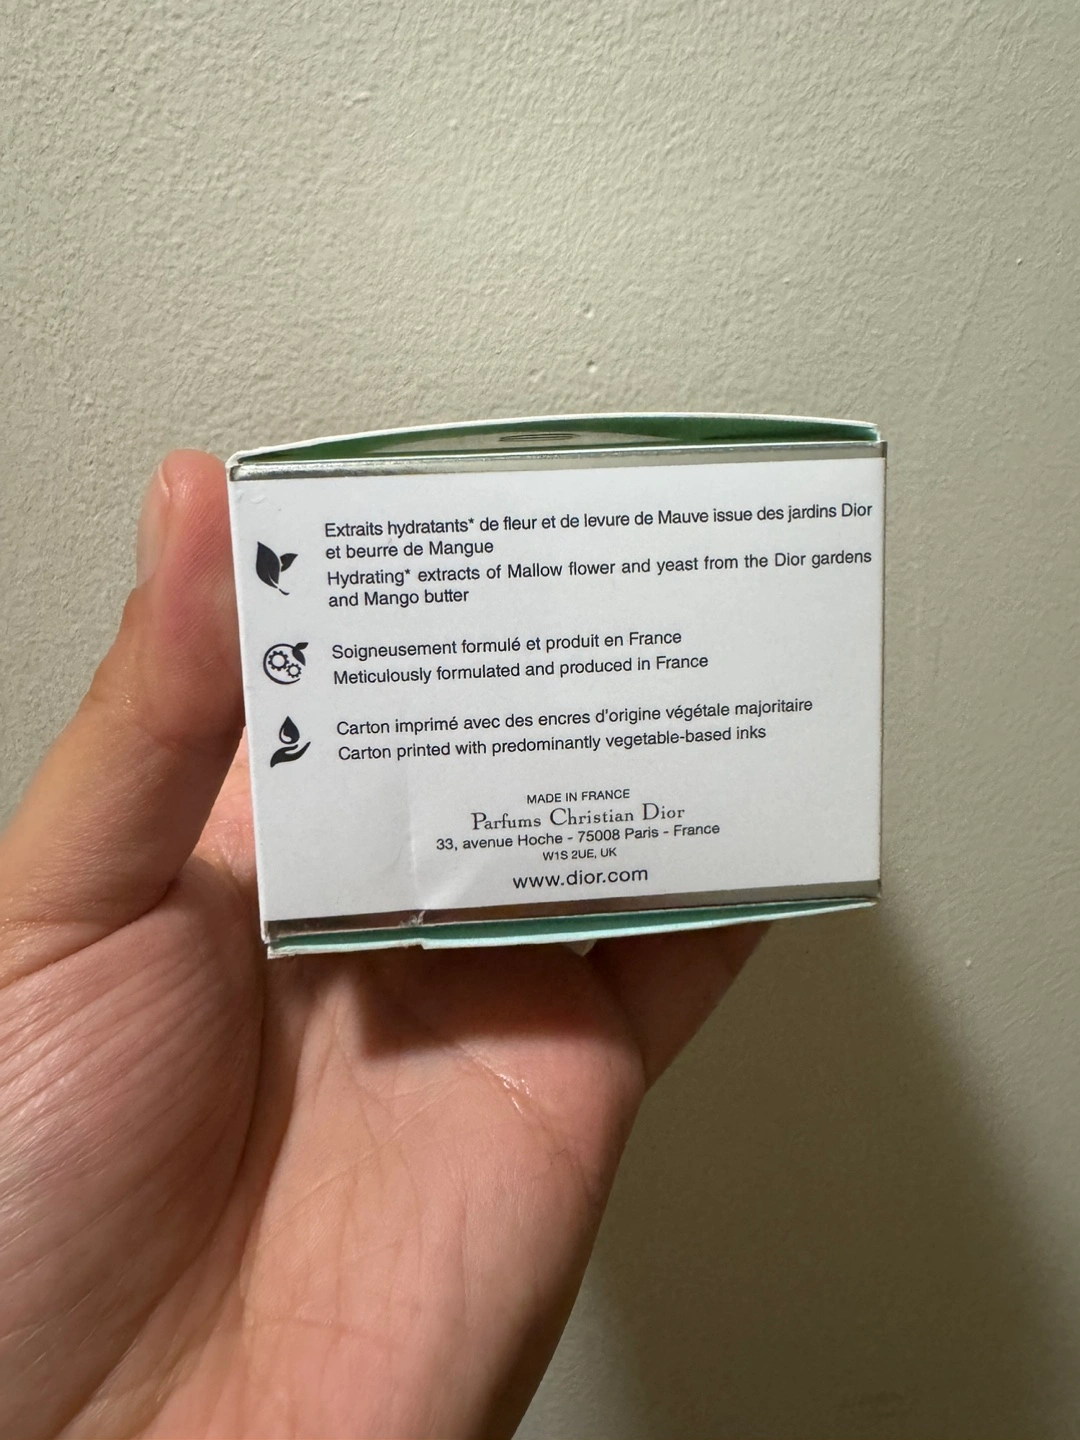 Extraits hydratants* de fleur et de levure de Mauve issue des jardins Dior
et beurre de Mangue
Hydrating* extracts of Mallow flower and yeast from the Dior gardens
and Mango butter
Soigneusement formulé et produit en France
Meticulously formulated and produced in France
Carton imprimé avec des encres d'origine végétale majoritaire
Carton printed with predominantly vegetable-based inks
MADE IN FRANCE
Parfums Christian Dior
33, avenue Hoche - 75008 Paris - France
W1S 2UE, UK
www.dior.com